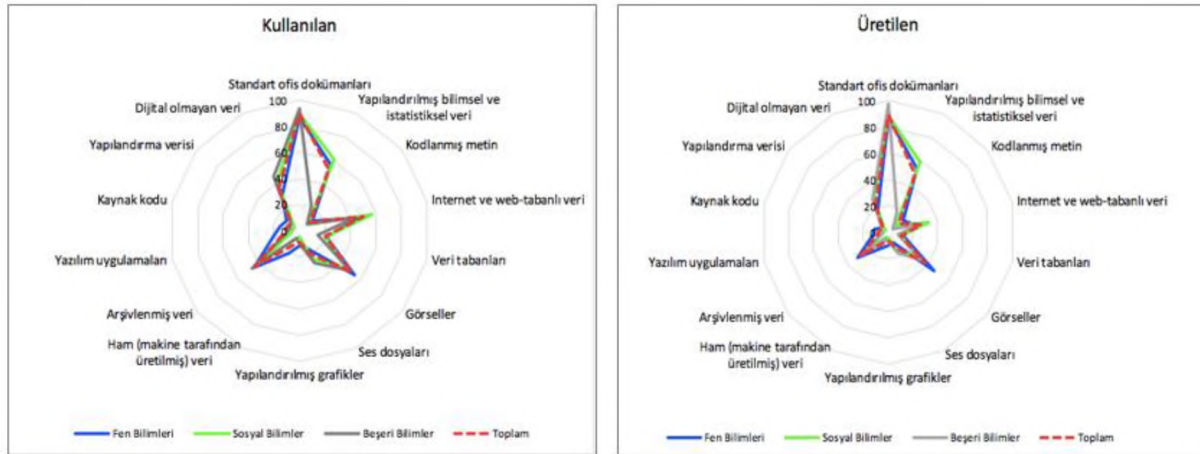 Kullanılan
Standart ofis dokümanları
Yapılandırılmış bilimsel ve
istatistiksel veri
Kodlanmış metin
Internet ve web-tabanlı veri
Veri tabanları
Görseller
Ses dosyaları
Yapılandırılmış grafikler
Ham (makine tarafından
üretilmiş) veri
Arşivlenmiş veri
Yazılım uygulamaları
Kaynak kodu
Yapılandırma verisi
Dijital olmayan veri
100
80
60
40
20
0
Fen Bilimleri Sosyal Bilimler Beşeri Bilimler Toplam
Üretilen
Standart ofis dokümanları
Yapılandırılmış bilimsel ve
istatistiksel veri
Kodlanmış metin
Internet ve web-tabanlı veri
Veri tabanları
Görseller
Ses dosyaları
Yapılandırılmış grafikler
Ham (makine tarafından
üretilmiş) veri
Arşivlenmiş veri
Yazılım uygulamaları
Kaynak kodu
Yapılandırma verisi
Dijital olmayan veri
100
80
60
40
20
0
Fen Bilimleri Sosyal Bilimler Beşeri Bilimler Toplam